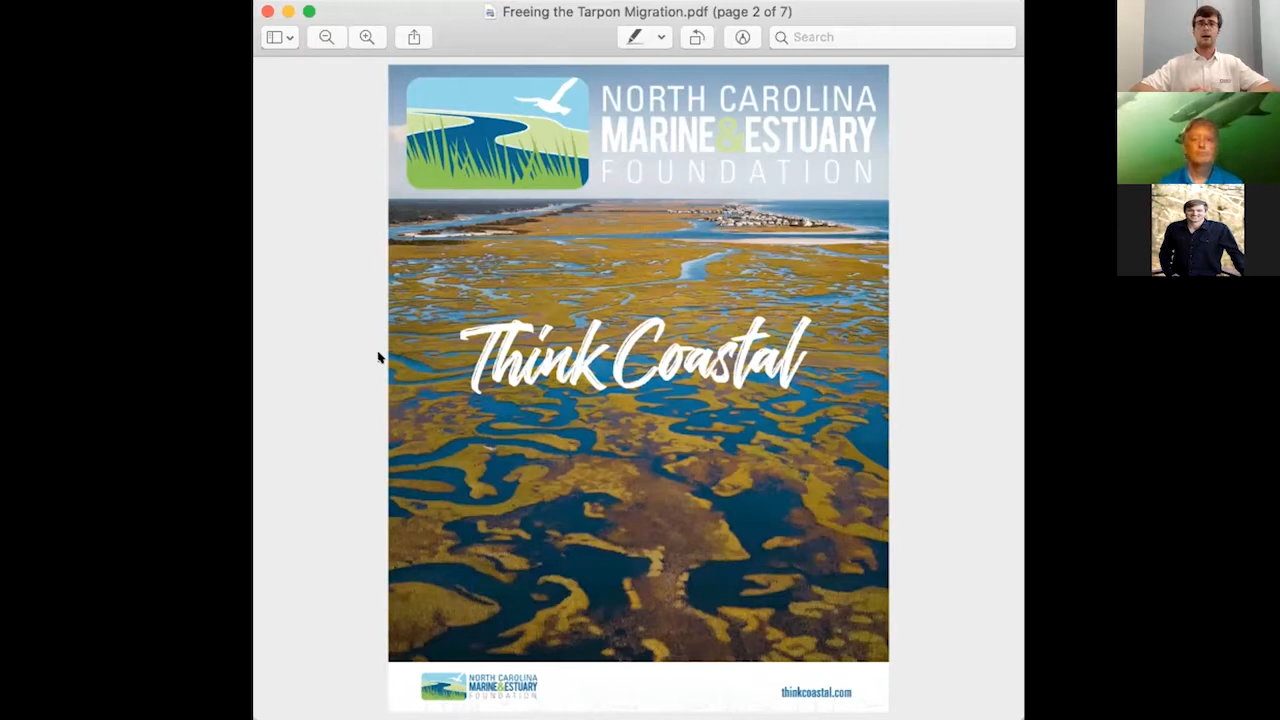 Freeing the Tarpon Migration.pdf (page 2 of 7)
Search
NORTH CAROLINA
MARINE&ESTUARY
FOUNDATION
Think Coastal
NORTH CAROLINA
MARINE&ESTUARY
FOUNDATION
thinkcoastal.com